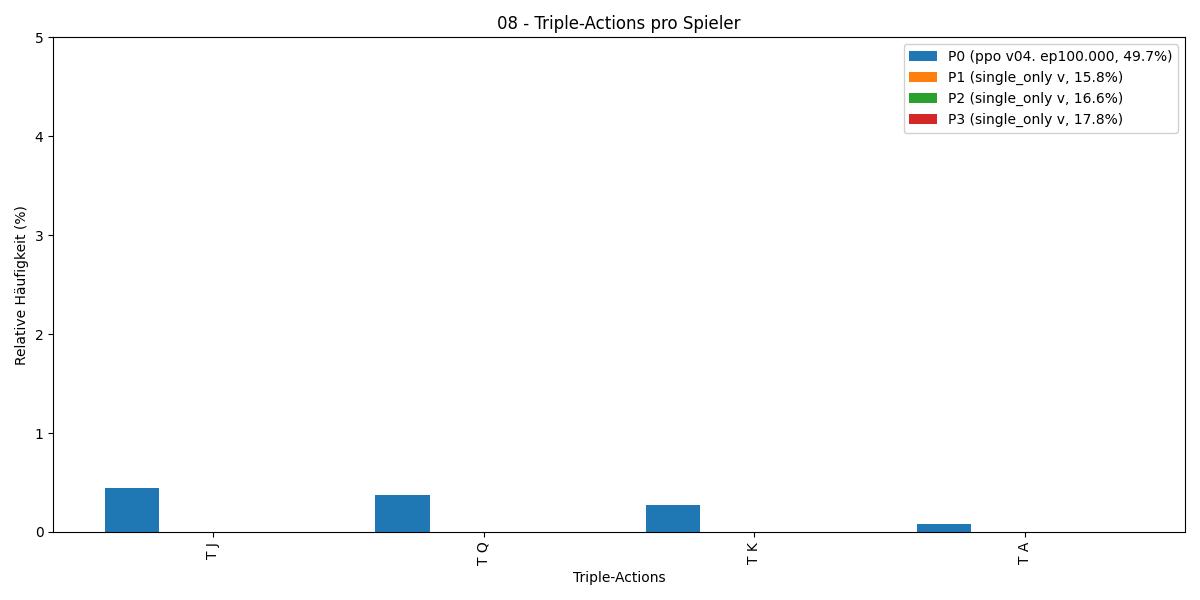 08 - Triple-Actions pro Spieler
P0 (ppo v04. ep100.000, 49.7%)
P1 (single_only v, 15.8%)
P2 (single_only v, 16.6%)
P3 (single_only v, 17.8%)
Relative Häufigkeit (%)
5
4
3
2
1
0
T J
T Q
T K
T A
Triple-Actions